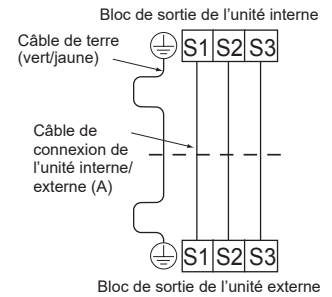 Bloc de sortie de l'unité interne
Câble de terre
(vert/jaune)
S1 S2 S3
Câble de
connexion de
l'unité interne/
externe (A)
S1 S2 S3
Bloc de sortie de l'unité externe